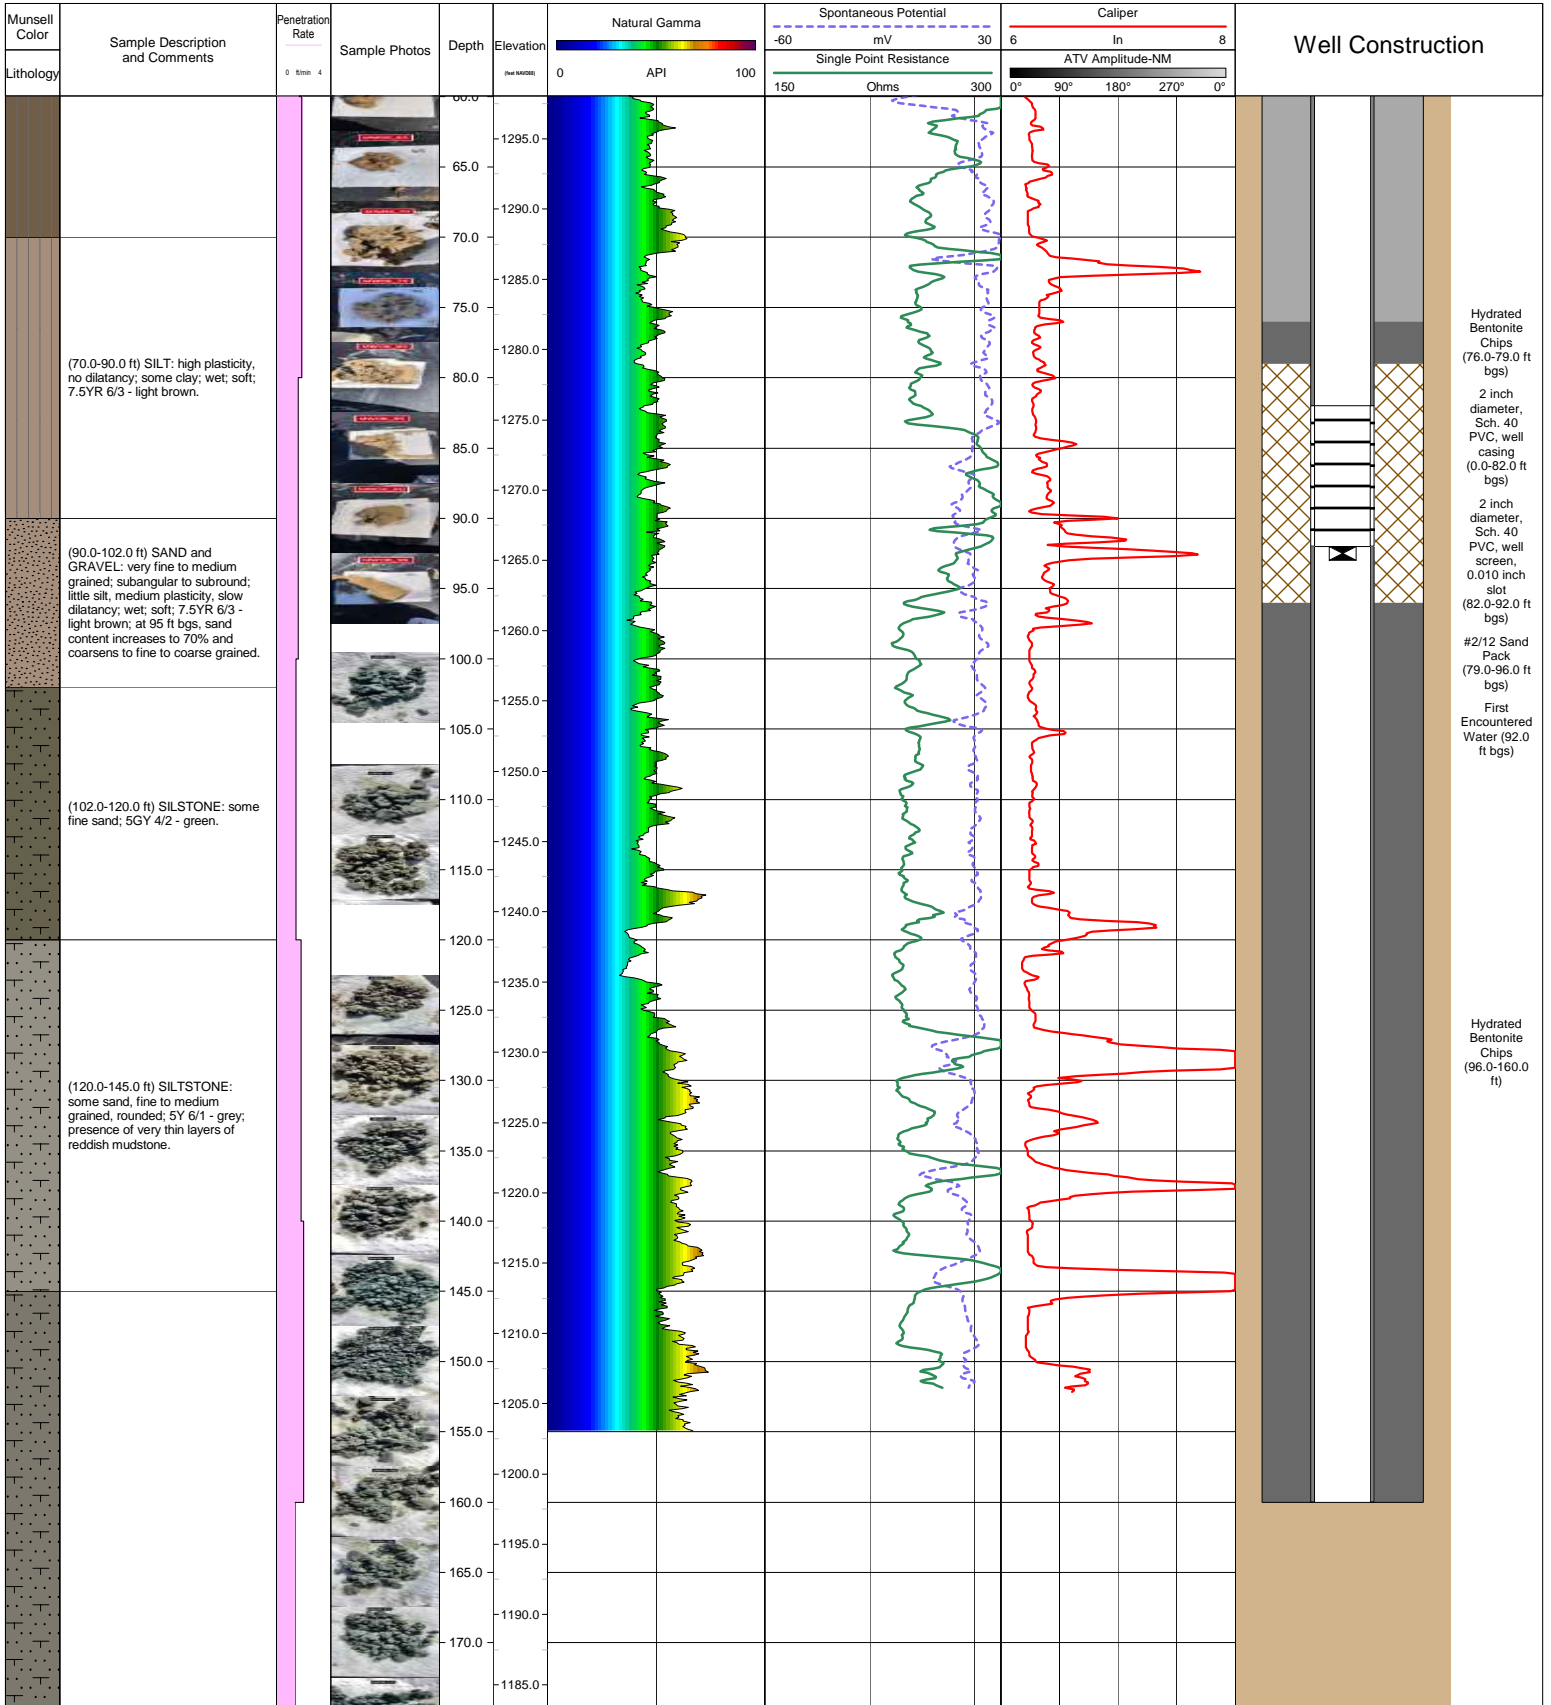 Munsell
Color
Lithology
Sample Description
and Comments
Penetration
Rate
0 ft/min 4
Sample Photos
Depth
Elevation
(feet NAVD88)
Natural Gamma
0 API 100
Spontaneous Potential
-60 mV 30
Single Point Resistance
150 Ohms 300
Caliper
6 In 8
ATV Amplitude-NM
0° 90° 180° 270° 0°
Well Construction
60.0
65.0
70.0
75.0
80.0
85.0
90.0
95.0
100.0
105.0
110.0
115.0
120.0
125.0
130.0
135.0
140.0
145.0
150.0
155.0
160.0
165.0
170.0
1295.0
1290.0
1285.0
1280.0
1275.0
1270.0
1265.0
1260.0
1255.0
1250.0
1245.0
1240.0
1235.0
1230.0
1225.0
1220.0
1215.0
1210.0
1205.0
1200.0
1195.0
1190.0
1185.0
(70.0-90.0 ft) SILT: high plasticity,
no dilatancy; some clay; wet; soft;
7.5YR 6/3 - light brown.
(90.0-102.0 ft) SAND and
GRAVEL: very fine to medium
grained; subangular to subround;
little silt, medium plasticity, slow
dilatancy; wet; soft; 7.5YR 6/3 -
light brown; at 95 ft bgs, sand
content increases to 70% and
coarsens to fine to coarse grained.
(102.0-120.0 ft) SILSTONE: some
fine sand; 5GY 4/2 - green.
(120.0-145.0 ft) SILTSTONE:
some sand, fine to medium
grained, rounded; 5Y 6/1 - grey;
presence of very thin layers of
reddish mudstone.
Hydrated
Bentonite
Chips
(76.0-79.0 ft
bgs)
2 inch
diameter,
Sch. 40
PVC, well
casing
(0.0-82.0 ft
bgs)
2 inch
diameter,
Sch. 40
PVC, well
screen,
0.010 inch
slot
(82.0-92.0 ft
bgs)
#2/12 Sand
Pack
(79.0-96.0 ft
bgs)
First
Encountered
Water (92.0
ft bgs)
Hydrated
Bentonite
Chips
(96.0-160.0
ft)